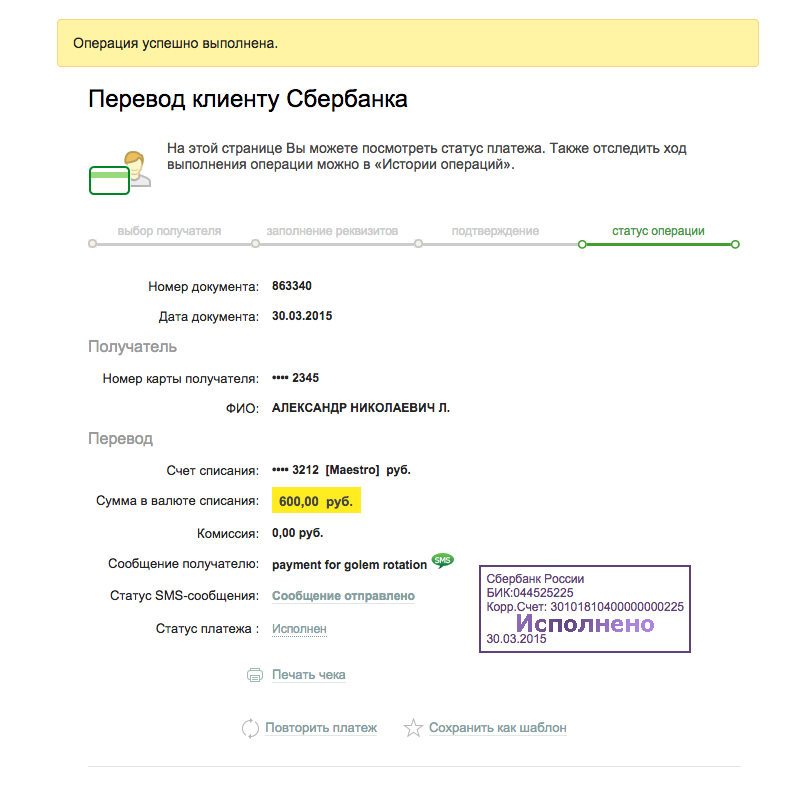 Операция успешно выполнена.
Перевод клиенту Сбербанка
На этой странице Вы можете посмотреть статус платежа. Также отследить ход
выполнения операции можно в «Истории операций».
выбор получателя заполнение реквизитов подтверждение статус операции
Номер документа: 863340
Дата документа: 30.03.2015
Получатель
Номер карты получателя: •••• 2345
ФИО: АЛЕКСАНДР НИКОЛАЕВИЧ Л.
Перевод
Счет списания: •••• 3212 [Maestro] руб.
Сумма в валюте списания: 600,00 руб.
Комиссия: 0,00 руб.
Сообщение получателю: payment for golem rotation SMS
Статус SMS-сообщения: Сообщение отправлено
Статус платежа : Исполнен
Сбербанк России
БИК:044525225
Корр.Счет: 30101810400000000225
Исполнено
30.03.2015
Печать чека
Повторить платеж Сохранить как шаблон